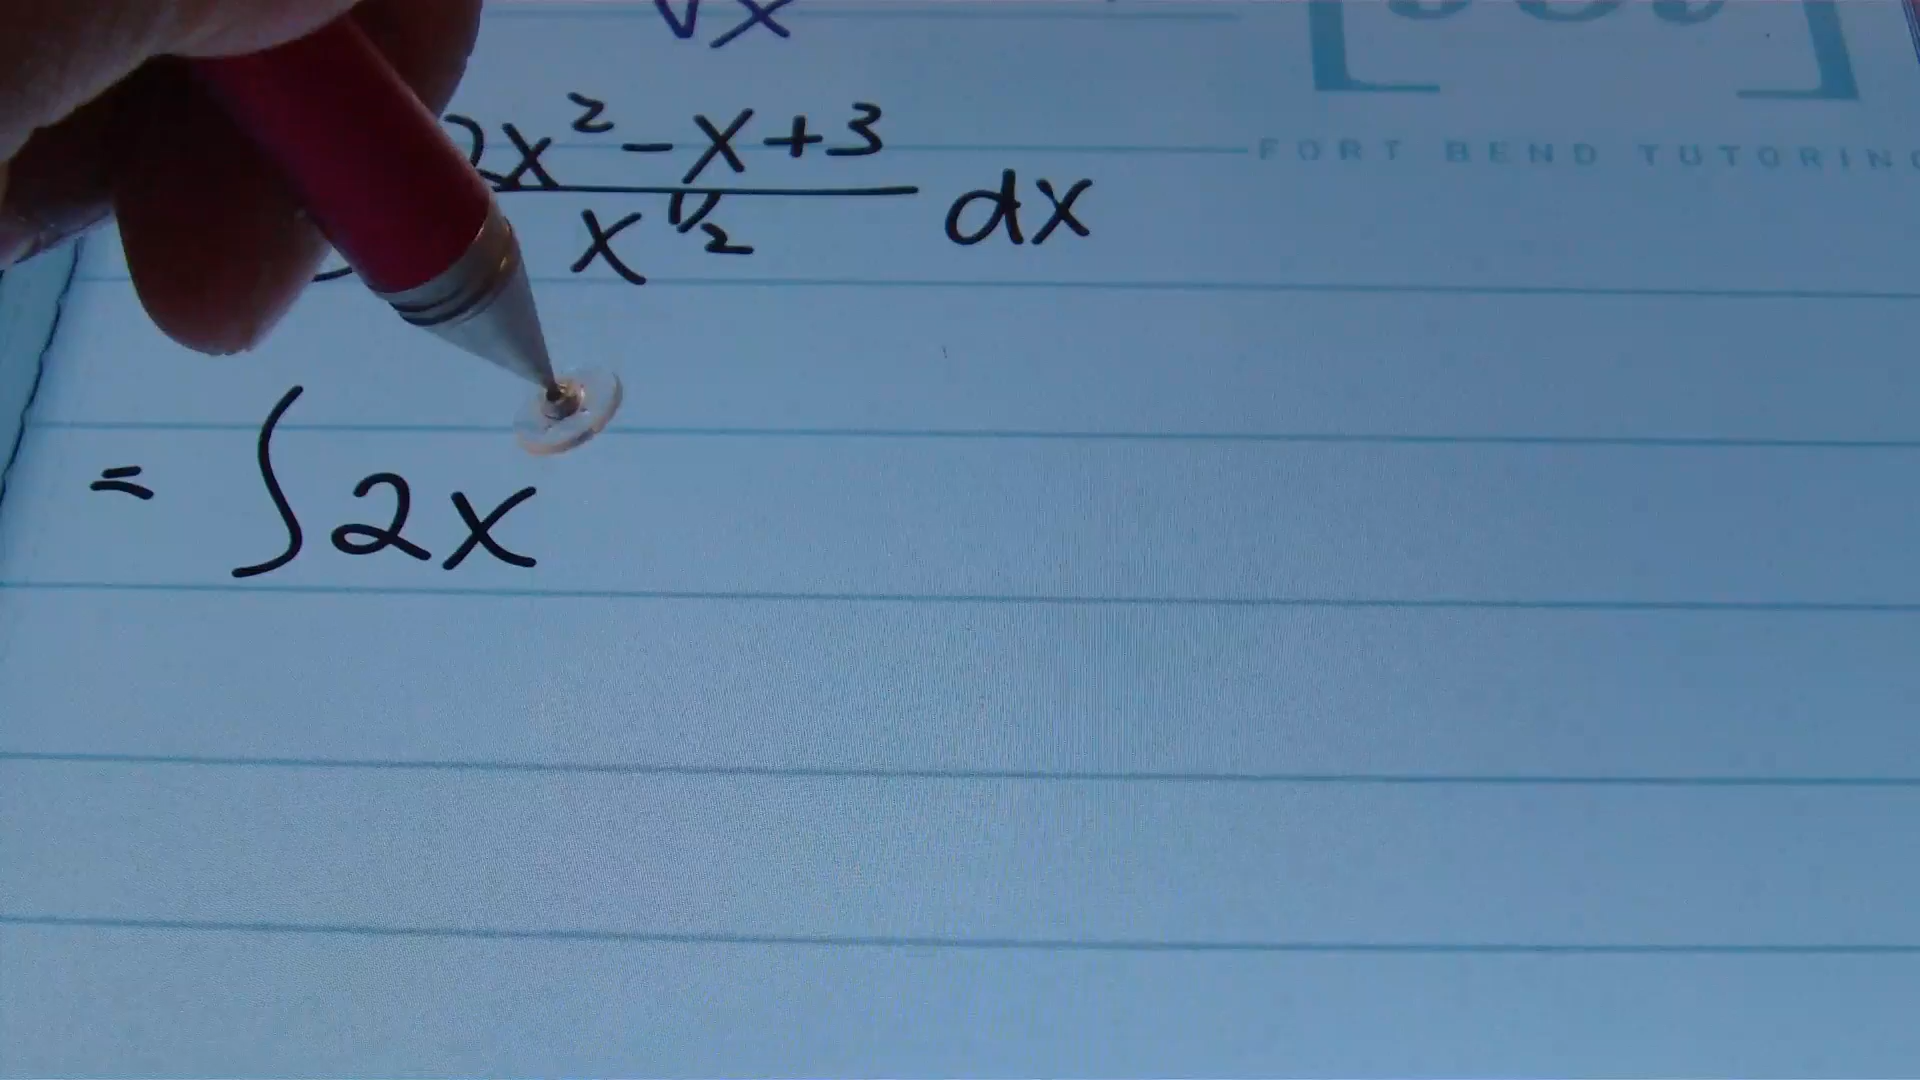 √x
2x² - x + 3
x^1/2 dx
FORT BEND TUTORING
= ∫ 2x